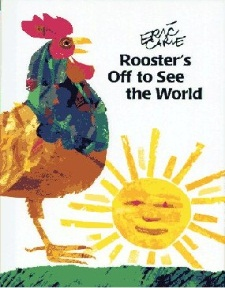 ERIC
CARLE
Rooster's
Off to See
the World